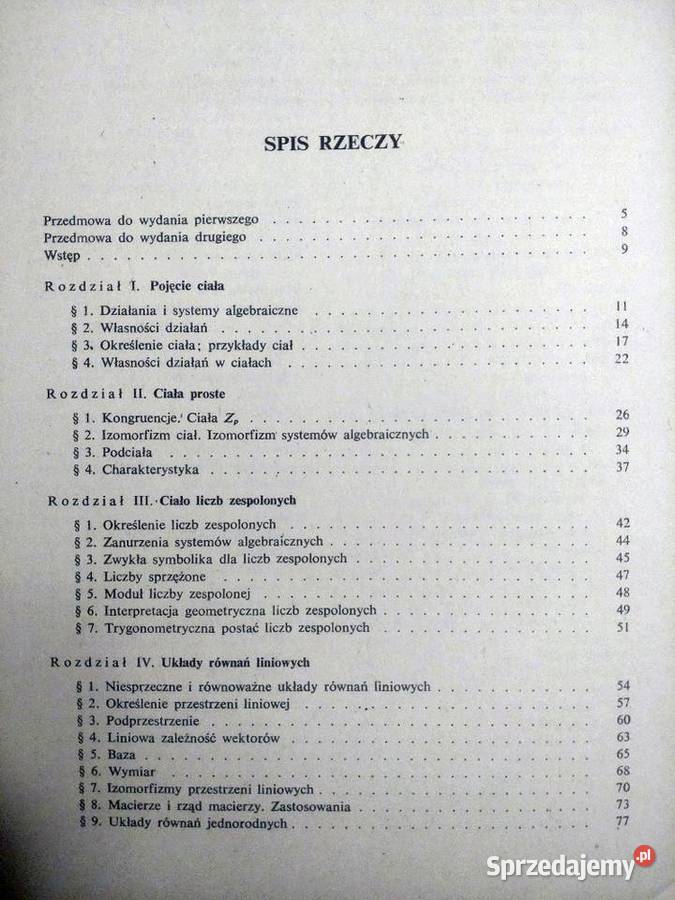 SPIS RZECZY
Przedmowa do wydania pierwszego . . . . . . . . . . . . . . . . . . . . 5
Przedmowa do wydania drugiego . . . . . . . . . . . . . . . . . . . . 8
Wstęp . . . . . . . . . . . . . . . . . . . . . . . . . . . . . . 9
Rozdział I. Pojęcie ciała
§ 1. Działania i systemy algebraiczne . . . . . . . . . . . . . . . . . 11
§ 2. Własności działań . . . . . . . . . . . . . . . . . . . . . . 14
§ 3. Określenie ciała; przykłady ciał . . . . . . . . . . . . . . . . . . 17
§ 4. Własności działań w ciałach . . . . . . . . . . . . . . . . . . . 22
Rozdział II. Ciała proste
§ 1. Kongruencje. Ciała Zp . . . . . . . . . . . . . . . . . . . . . 26
§ 2. Izomorfizm ciał. Izomorfizm systemów algebraicznych . . . . . . . . . . 29
§ 3. Podciała . . . . . . . . . . . . . . . . . . . . . . . . . 34
§ 4. Charakterystyka . . . . . . . . . . . . . . . . . . . . . . . 37
Rozdział III. Ciało liczb zespolonych
§ 1. Określenie liczb zespolonych . . . . . . . . . . . . . . . . . . . 42
§ 2. Zanurzenia systemów algebraicznych . . . . . . . . . . . . . . . . 44
§ 3. Zwykła symbolika dla liczb zespolonych . . . . . . . . . . . . . . . 45
§ 4. Liczby sprzężone . . . . . . . . . . . . . . . . . . . . . . 47
§ 5. Moduł liczby zespolonej . . . . . . . . . . . . . . . . . . . . 48
§ 6. Interpretacja geometryczna liczb zespolonych . . . . . . . . . . . . . 49
§ 7. Trygonometryczna postać liczb zespolonych . . . . . . . . . . . . . 51
Rozdział IV. Układy równań liniowych
§ 1. Niesprzeczne i równoważne układy równań liniowych . . . . . . . . . . 54
§ 2. Określenie przestrzeni liniowej . . . . . . . . . . . . . . . . . . 57
§ 3. Podprzestrzenie . . . . . . . . . . . . . . . . . . . . . . . 60
§ 4. Liniowa zależność wektorów . . . . . . . . . . . . . . . . . . . 63
§ 5. Baza . . . . . . . . . . . . . . . . . . . . . . . . . . . 65
§ 6. Wymiar . . . . . . . . . . . . . . . . . . . . . . . . . . 68
§ 7. Izomorfizmy przestrzeni liniowych . . . . . . . . . . . . . . . . . 70
§ 8. Macierze i rząd macierzy. Zastosowania . . . . . . . . . . . . . . . 73
§ 9. Układy równań jednorodnych . . . . . . . . . . . . . . . . . . . 77
Sprzedajemy.pl